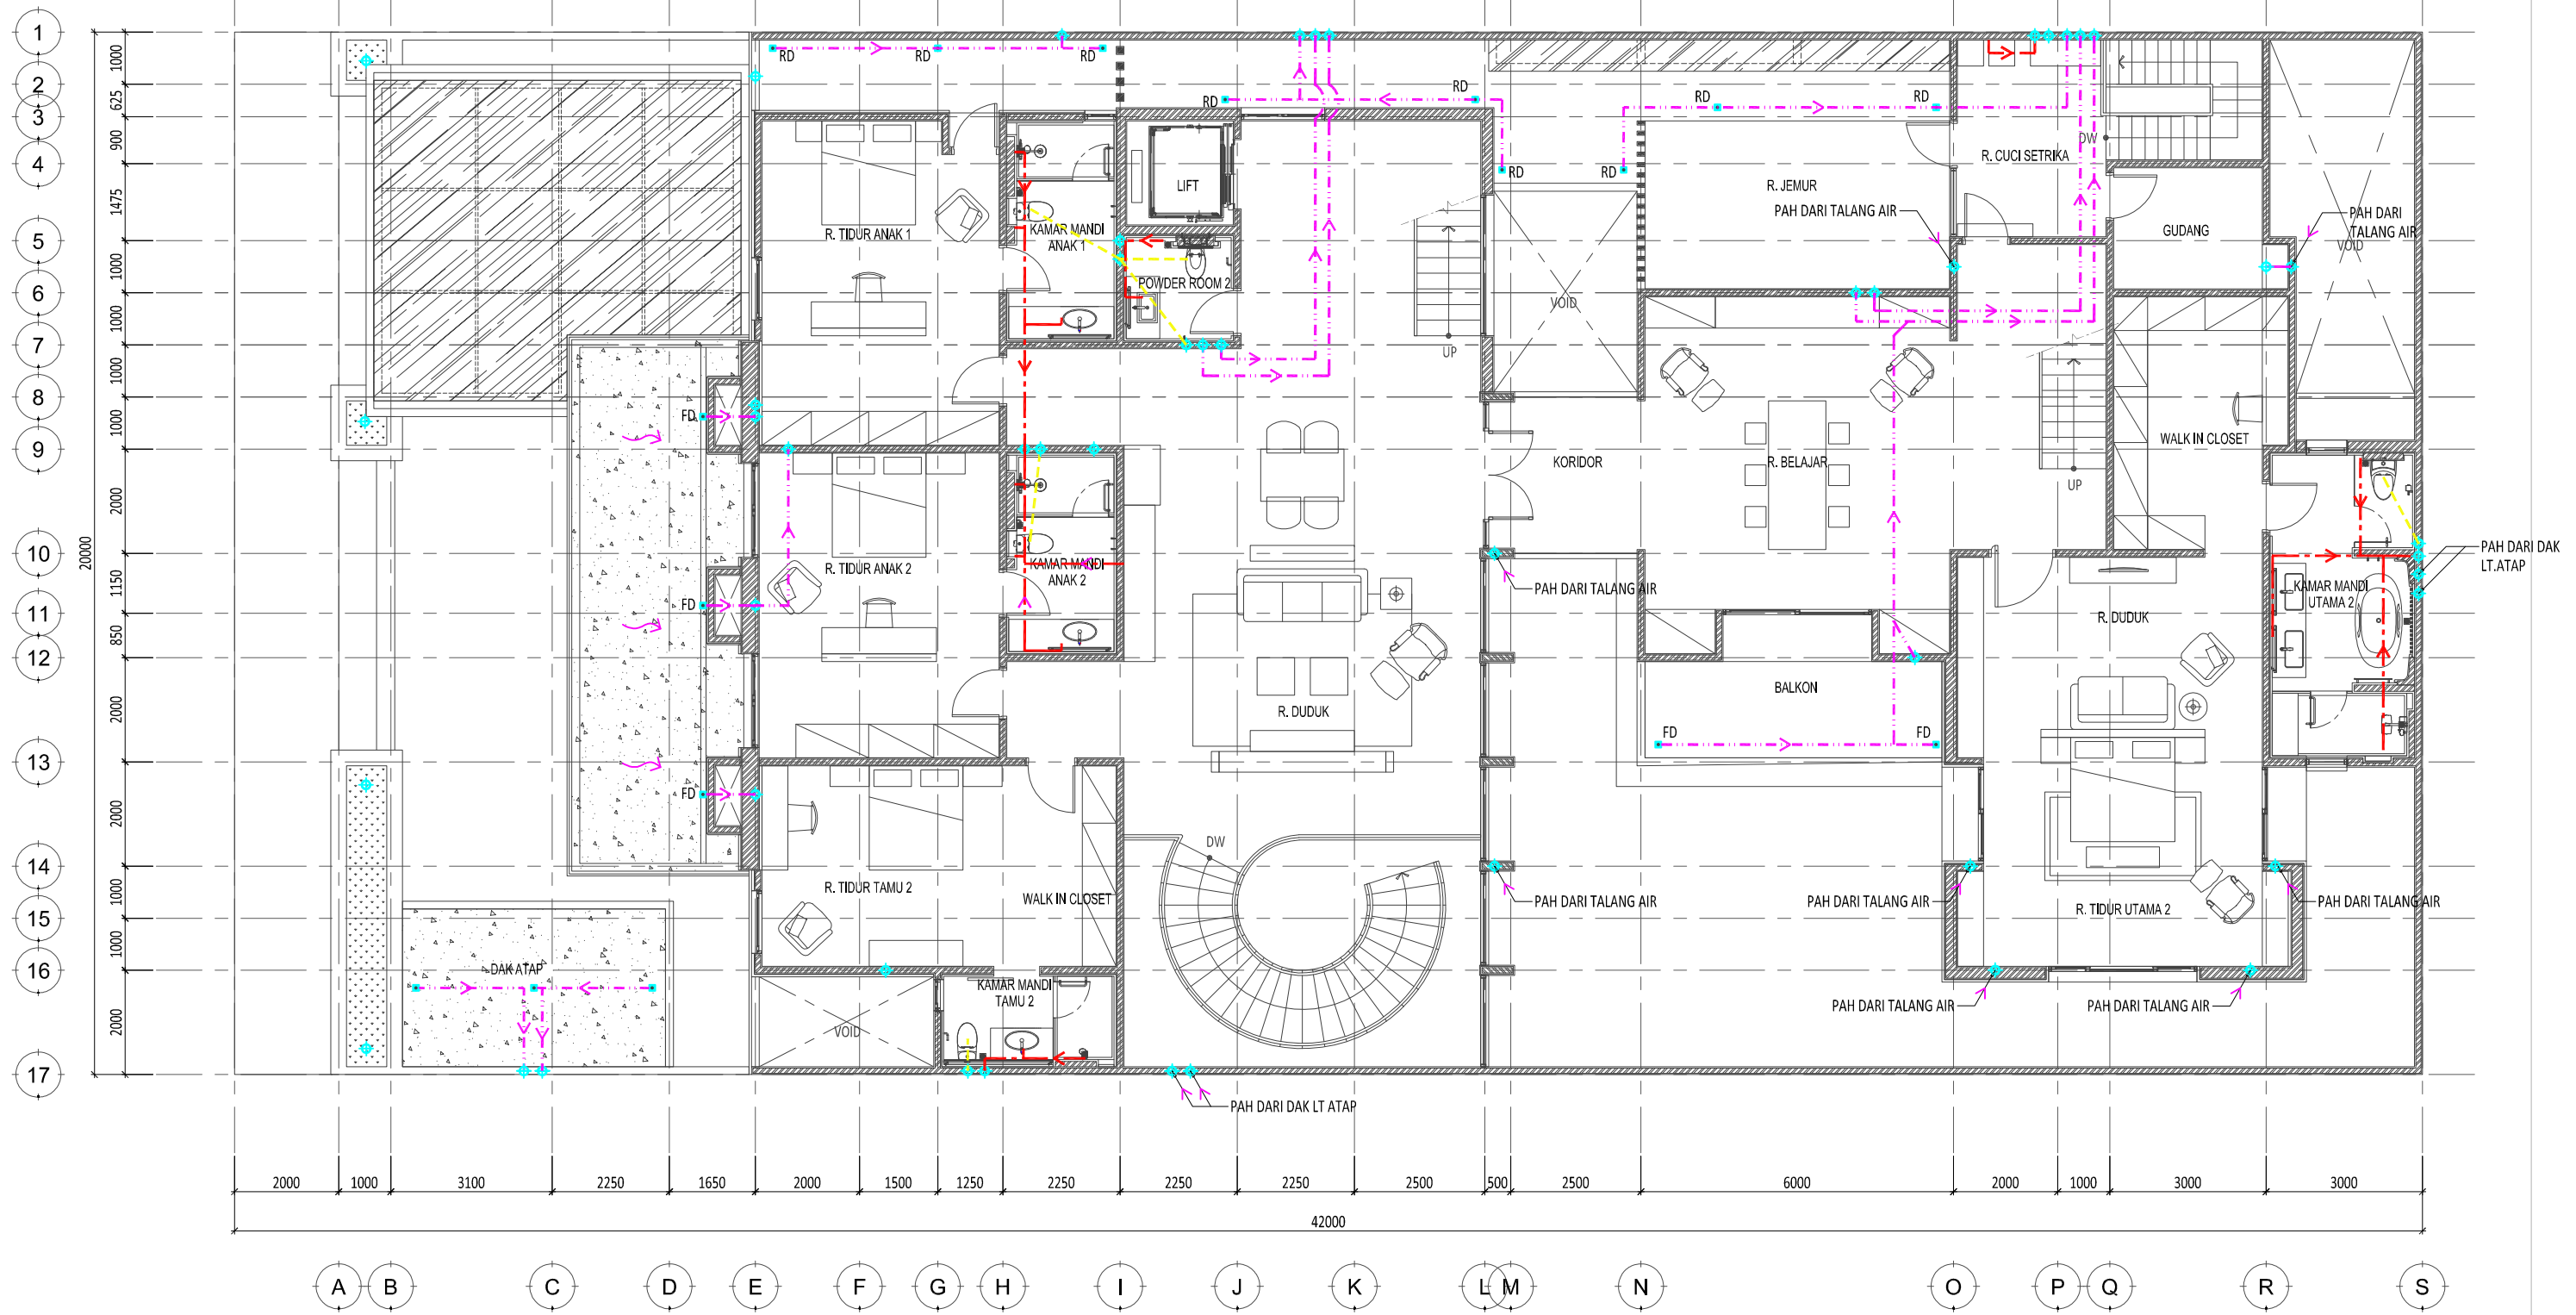 1
2
3
4
5
6
7
8
9
10
11
12
13
14
15
16
17
1000
625
900
1475
1000
1000
1000
1000
2000
1150
850
2000
2000
1000
1000
2000
20000
RD
RD
RD
RD
RD
RD
RD
RD
RD
LIFT
R. CUCI SETRIKA
DW
R. JEMUR
PAH DARI TALANG AIR
GUDANG
PAH DARI
TALANG AIR
VOID
R. TIDUR ANAK 1
KAMAR MANDI
ANAK 1
POWDER ROOM 2
VOID
UP
FD
KORIDOR
R. BELAJAR
UP
WALK IN CLOSET
R. TIDUR ANAK 2
KAMAR MANDI
ANAK 2
PAH DARI TALANG AIR
PAH DARI DAK
LT.ATAP
KAMAR MANDI
UTAMA 2
FD
R. DUDUK
R. DUDUK
BALKON
FD
FD
FD
DW
R. TIDUR TAMU 2
WALK IN CLOSET
PAH DARI TALANG AIR
PAH DARI TALANG AIR
R. TIDUR UTAMA 2
PAH DARI TALANG AIR
DAK ATAP
KAMAR MANDI
TAMU 2
VOID
PAH DARI TALANG AIR
PAH DARI TALANG AIR
PAH DARI DAK LT ATAP
2000
1000
3100
2250
1650
2000
1500
1250
2250
2250
2250
2500
500
2500
6000
2000
1000
3000
3000
42000
A
B
C
D
E
F
G
H
I
J
K
L
M
N
O
P
Q
R
S